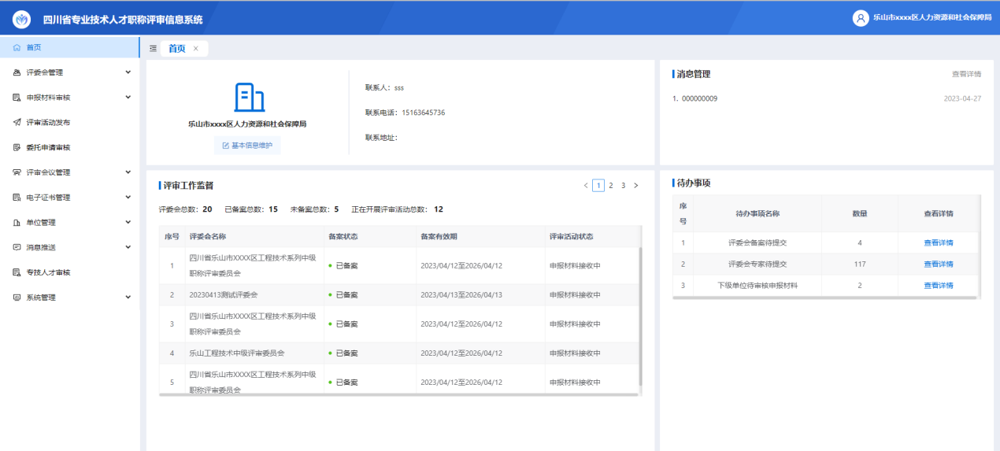 四川省专业技术人才职称评审信息系统
乐山市xxxx区人力资源和社会保障局
首页
评委会管理
申报材料审核
评审活动发布
委托申请审核
评审会议管理
电子证书管理
单位管理
消息推送
专技人才审核
系统管理
首页 ×
乐山市xxxx区人力资源和社会保障局
基本信息维护
联系人: sss
联系电话: 15163645736
联系地址:
消息管理 查看详情
1. 000000009 2023-04-27
评审工作监督 < 1 2 3 >
评委会总数: 20 已备案总数: 15 未备案总数: 5 正在开展评审活动总数: 12
序号 评委会名称 备案状态 备案有效期 评审活动状态
1 四川省乐山市XXXX区工程技术系列中级职称评审委员会 已备案 2023/04/12至2026/04/12 申报材料接收中
2 20230413测试评委会 已备案 2023/04/13至2026/04/13 申报材料接收中
3 四川省乐山市XXXX区工程技术系列中级职称评审委员会 已备案 2023/04/12至2026/04/12 申报材料接收中
4 乐山工程技术中级评审委员会 已备案 2023/04/12至2026/04/12 申报材料接收中
5 四川省乐山市XXXX区工程技术系列中级职称评审委员会 已备案 2023/04/12至2026/04/12 申报材料接收中
待办事项
序号 待办事项名称 数量 查看详情
1 评委会备案待提交 4 查看详情
2 评委会专家待提交 117 查看详情
3 下级单位待审核申报材料 2 查看详情